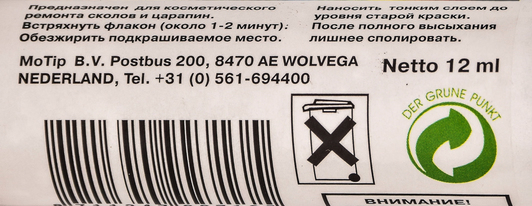 Предназначен для косметического
ремонта сколов и царапин.
Встряхнуть флакон (около 1-2 минут);
Обезжирить подкрашиваемое место.
Наносить тонким слоем до
уровня старой краски.
После полного высыхания
лишнее сполировать.
MoTip B.V. Postbus 200, 8470 AE WOLVEGA
NEDERLAND, Tel. +31 (0) 561-694400
Netto 12 ml
DER GRÜNE PUNKT
ВНИМАНИЕ!